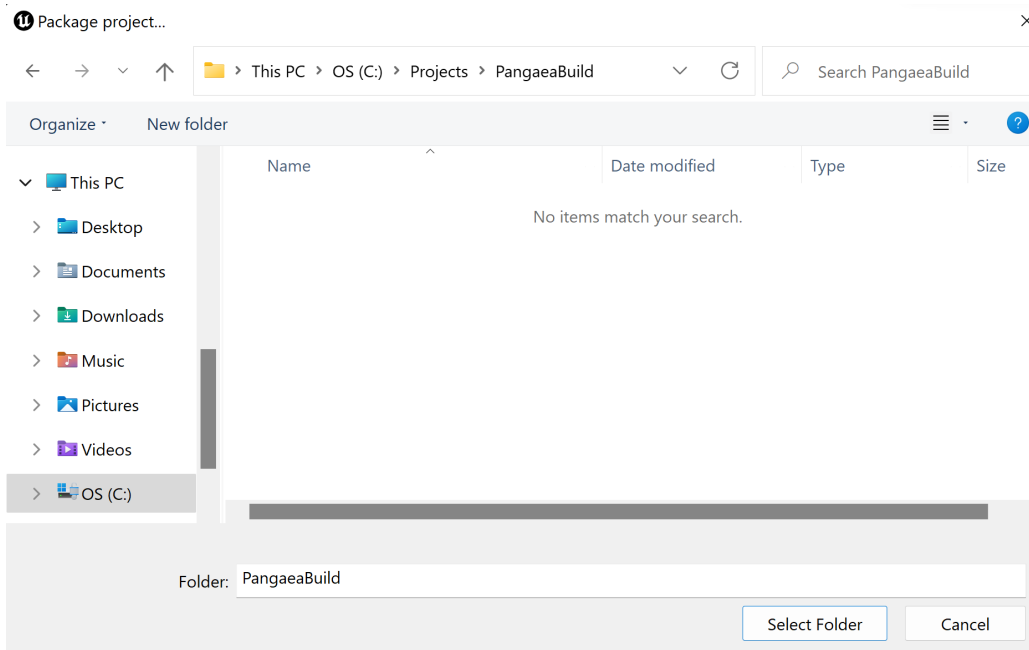 Package project...
This PC > OS (C:) > Projects > PangaeaBuild
Search PangaeaBuild
Organize
New folder
?
Name
Date modified
Type
Size
No items match your search.
This PC
Desktop
Documents
Downloads
Music
Pictures
Videos
OS (C:)
Folder: PangaeaBuild
Select Folder
Cancel